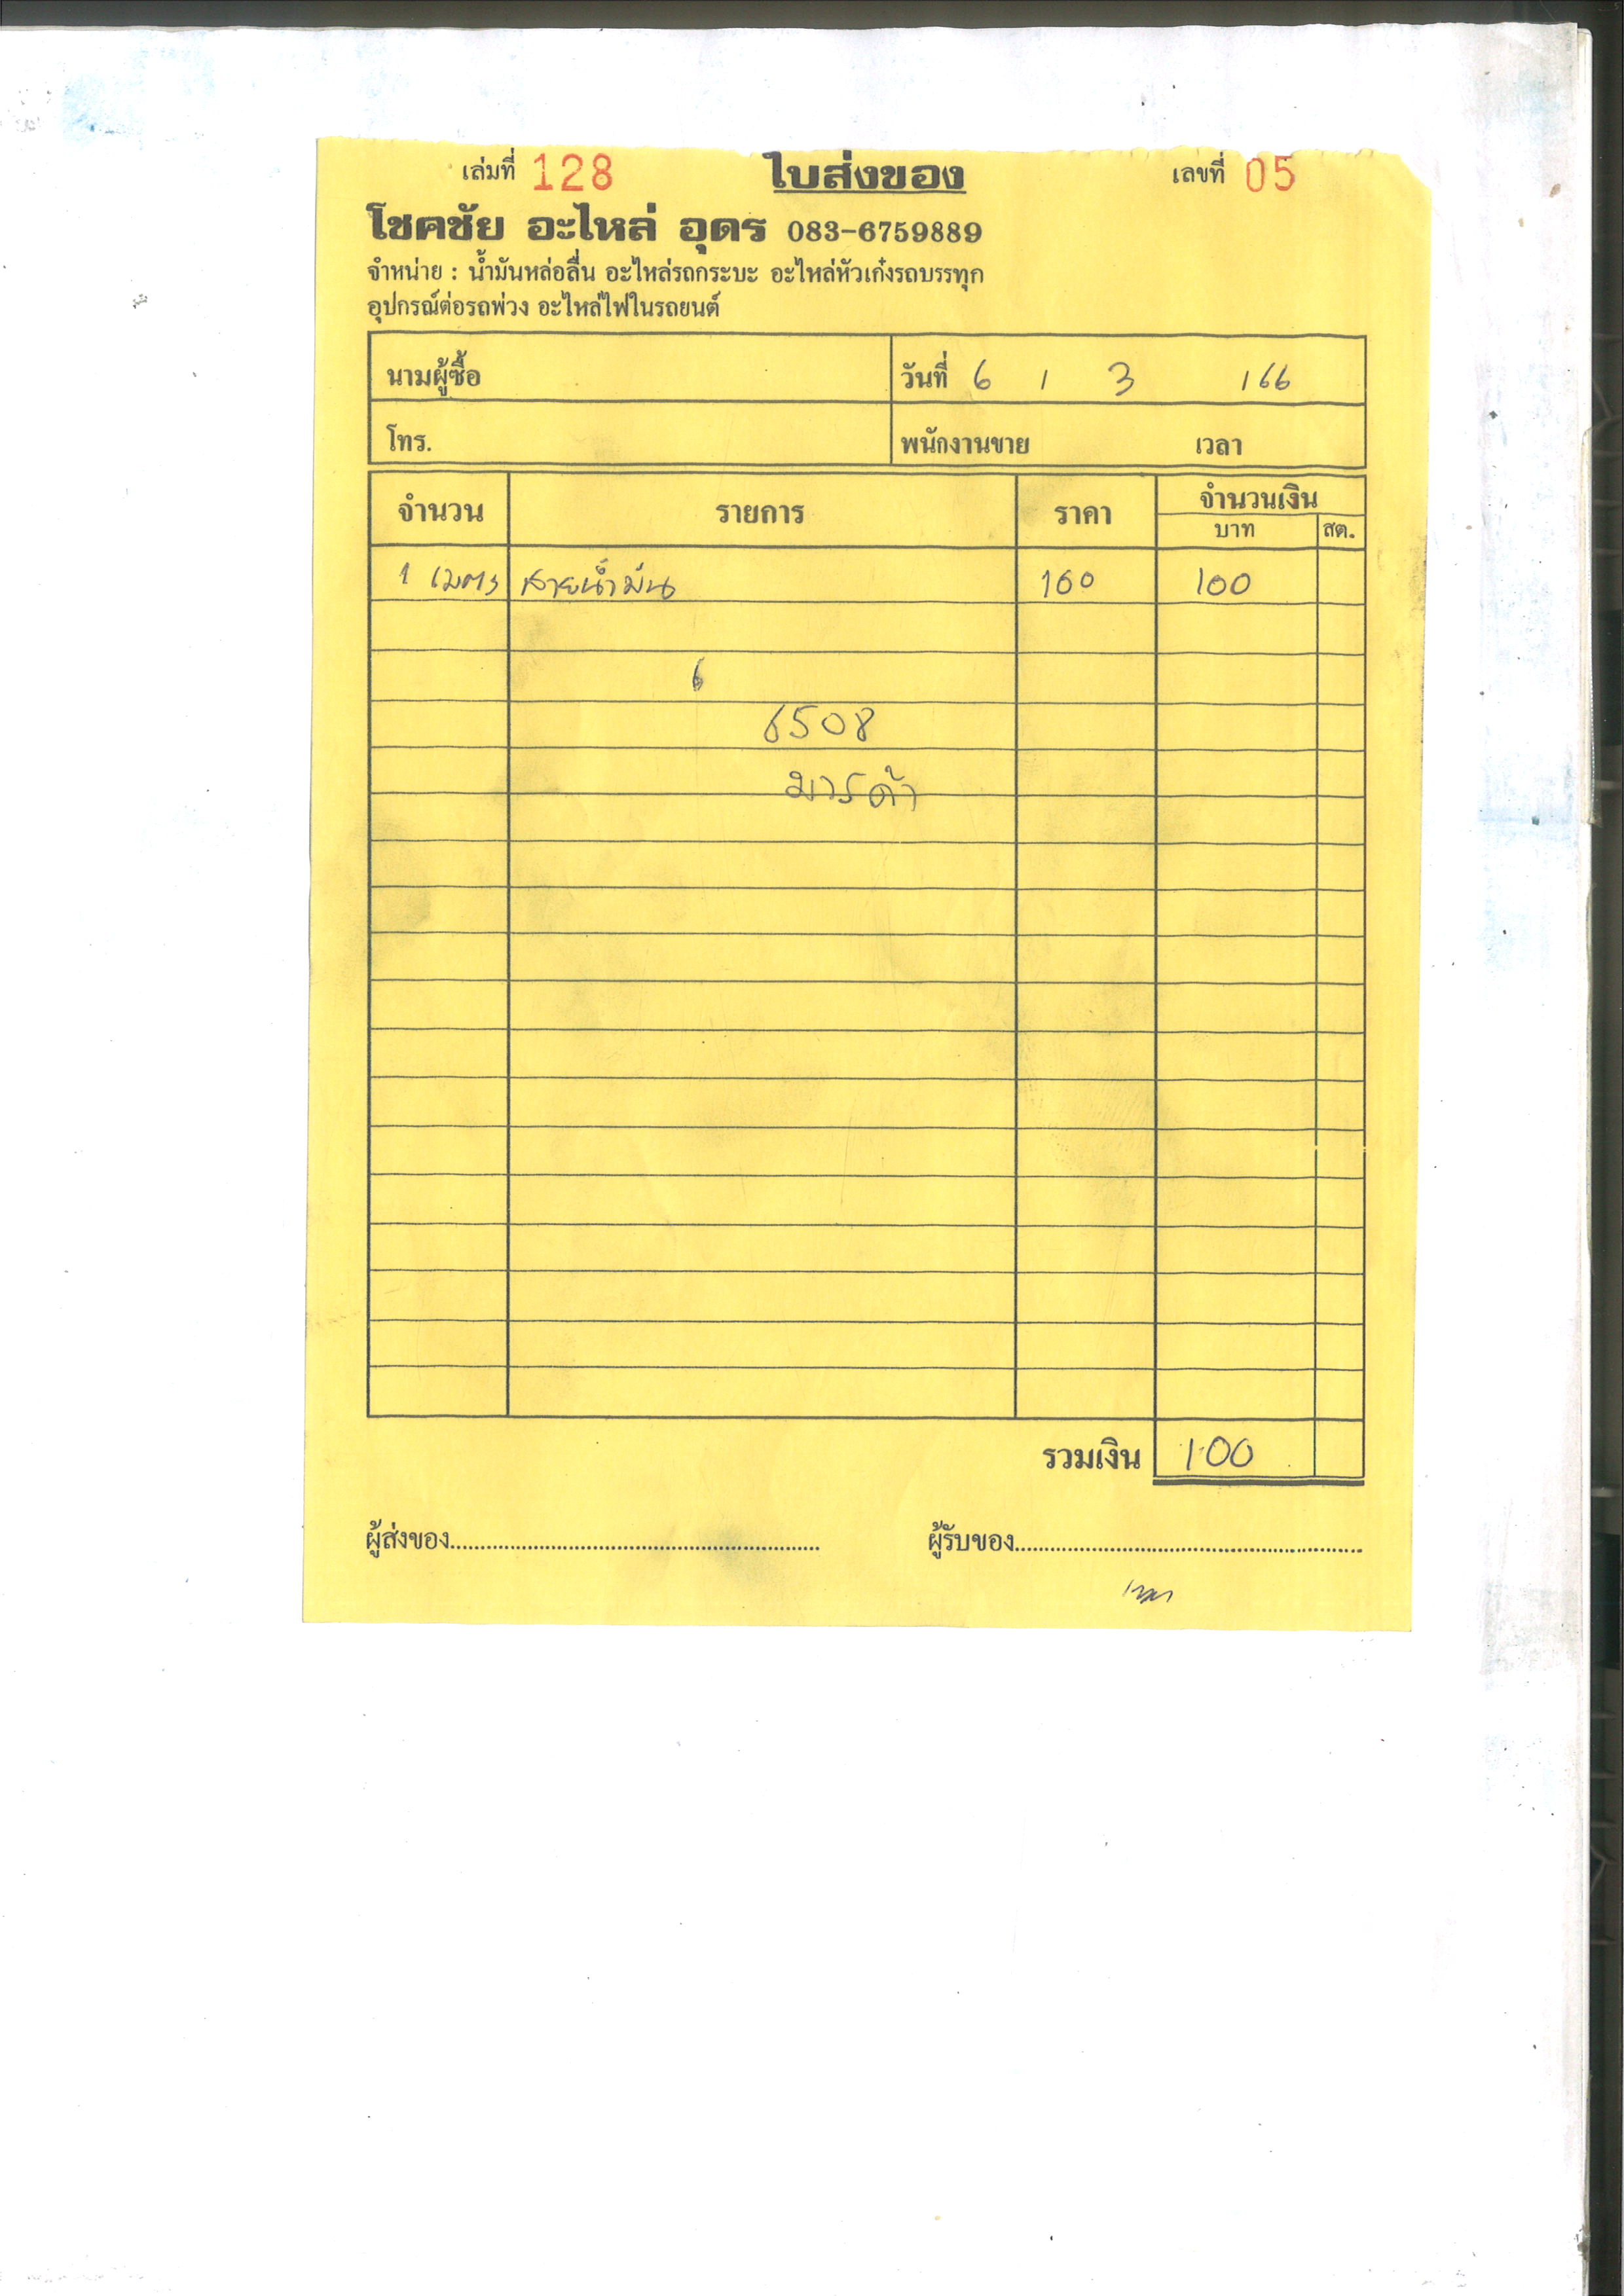 เล่มที่ 128 ใบส่งของ เลขที่ 05
โชคชัย อะไหล่ อุดร 083-6759889
จำหน่าย : น้ำมันหล่อลื่น อะไหล่รถกระบะ อะไหล่หัวเก๋งรถบรรทุก
อุปกรณ์ต่อรถพ่วง อะไหล่ไฟในรถยนต์
นามผู้ซื้อ วันที่ 6 / 3 / 66
โทร. พนักงานขาย เวลา
จำนวน รายการ ราคา จำนวนเงิน
บาท สต.
1 เมตร สายน้ำมัน 100 100
6
6508
มารด้า
รวมเงิน 100
ผู้ส่งของ ผู้รับของ